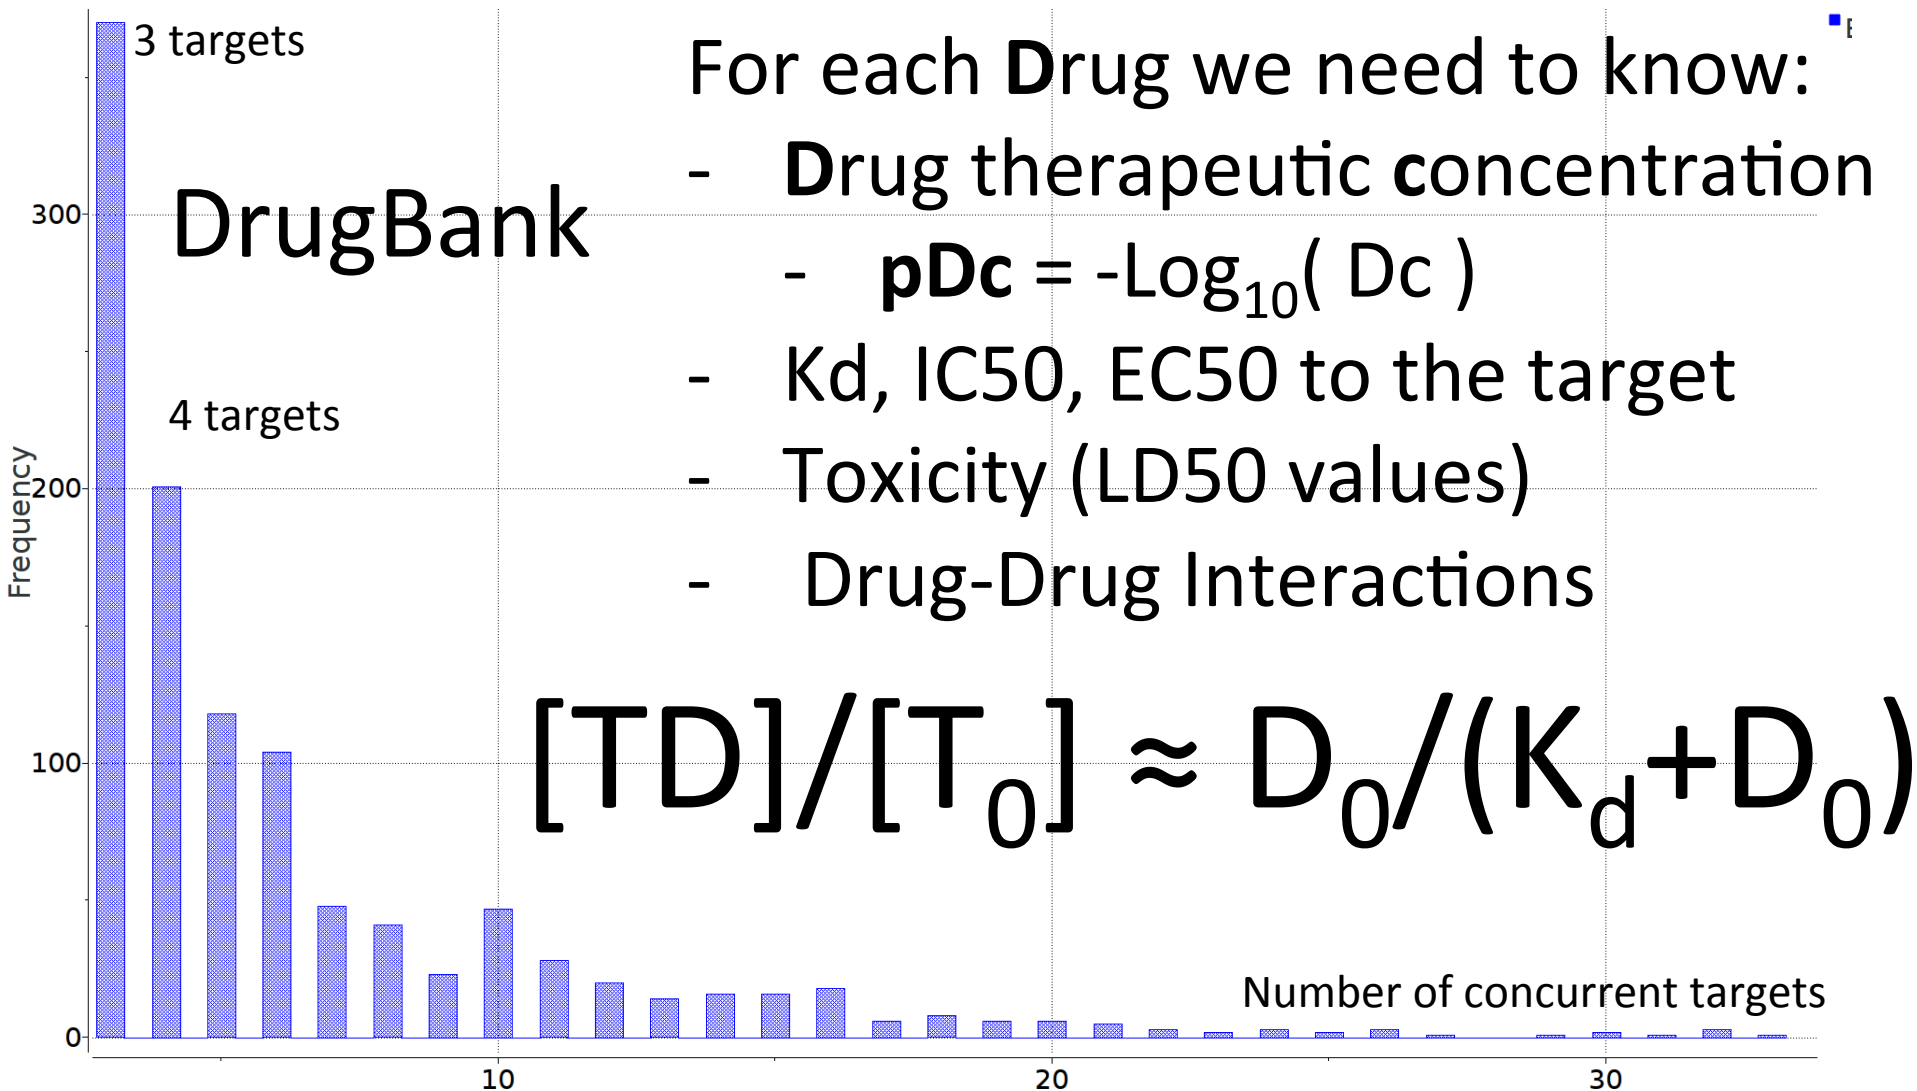 3 targets
For each Drug we need to know:
- Drug therapeutic concentration
DrugBank
300
- pDc = -Log₁₀( Dc )
- Kd, IC50, EC50 to the target
4 targets
- Toxicity (LD50 values)
200
Frequency
- Drug-Drug Interactions
[TD]/[T₀] ≈ D₀/(K_d+D₀)
100
Number of concurrent targets
0
10 20 30